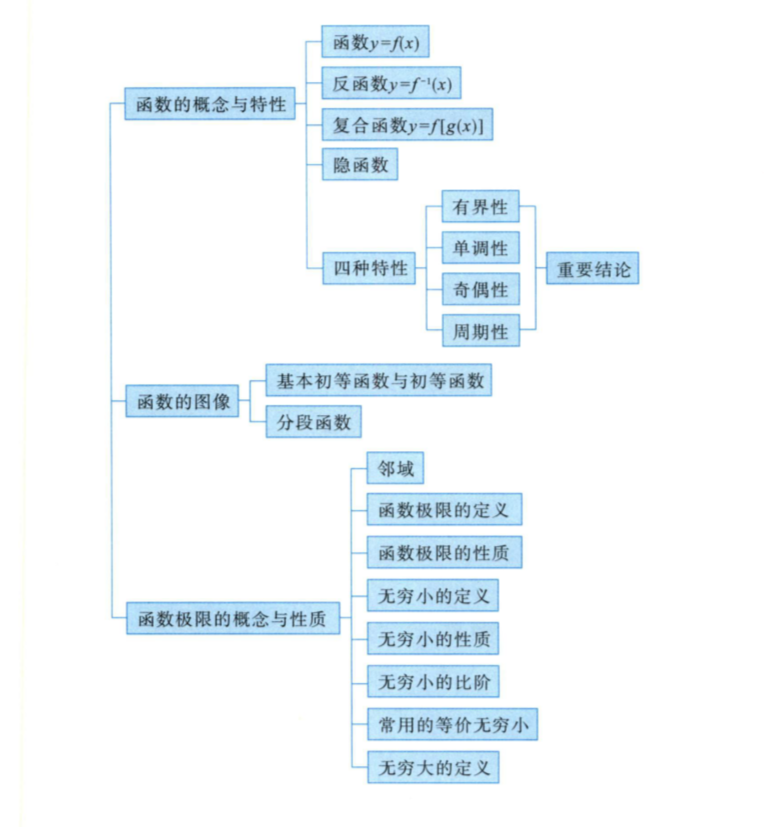 函数y=f(x)
反函数y=f⁻¹(x)
函数的概念与特性
复合函数y=f[g(x)]
隐函数
有界性
单调性
四种特性
重要结论
奇偶性
周期性
基本初等函数与初等函数
函数的图像
分段函数
邻域
函数极限的定义
函数极限的性质
无穷小的定义
函数极限的概念与性质
无穷小的性质
无穷小的比阶
常用的等价无穷小
无穷大的定义